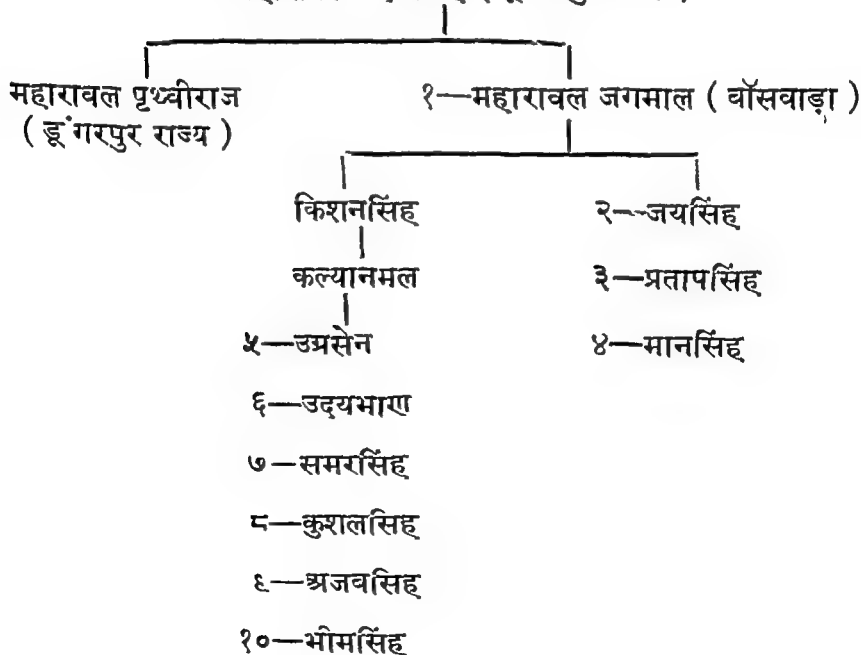 महारावल पृथ्वीराज १—महारावल जगमाल ( बॉसवाड़ा )
( डूंगरपुर राज्य )
किशनसिंह २—जयसिंह
कल्यानमल ३—प्रतापसिंह
५—उग्रसेन ४—मानसिंह
६—उदयभाण
७—समरसिंह
८—कुशलसिह
९—अजवसिह
१०—भीमसिंह